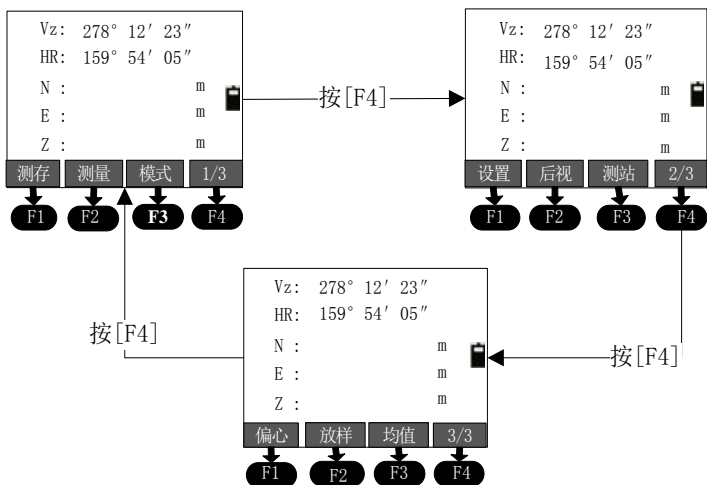 Vz: 278° 12′ 23″
HR: 159° 54′ 05″
N : m
E : m
Z : m
测存 测量 模式 1/3
F1 F2 F3 F4
按[F4]
Vz: 278° 12′ 23″
HR: 159° 54′ 05″
N : m
E : m
Z : m
设置 后视 测站 2/3
F1 F2 F3 F4
按[F4]
Vz: 278° 12′ 23″
HR: 159° 54′ 05″
N : m
E : m
Z : m
偏心 放样 均值 3/3
F1 F2 F3 F4
按[F4]